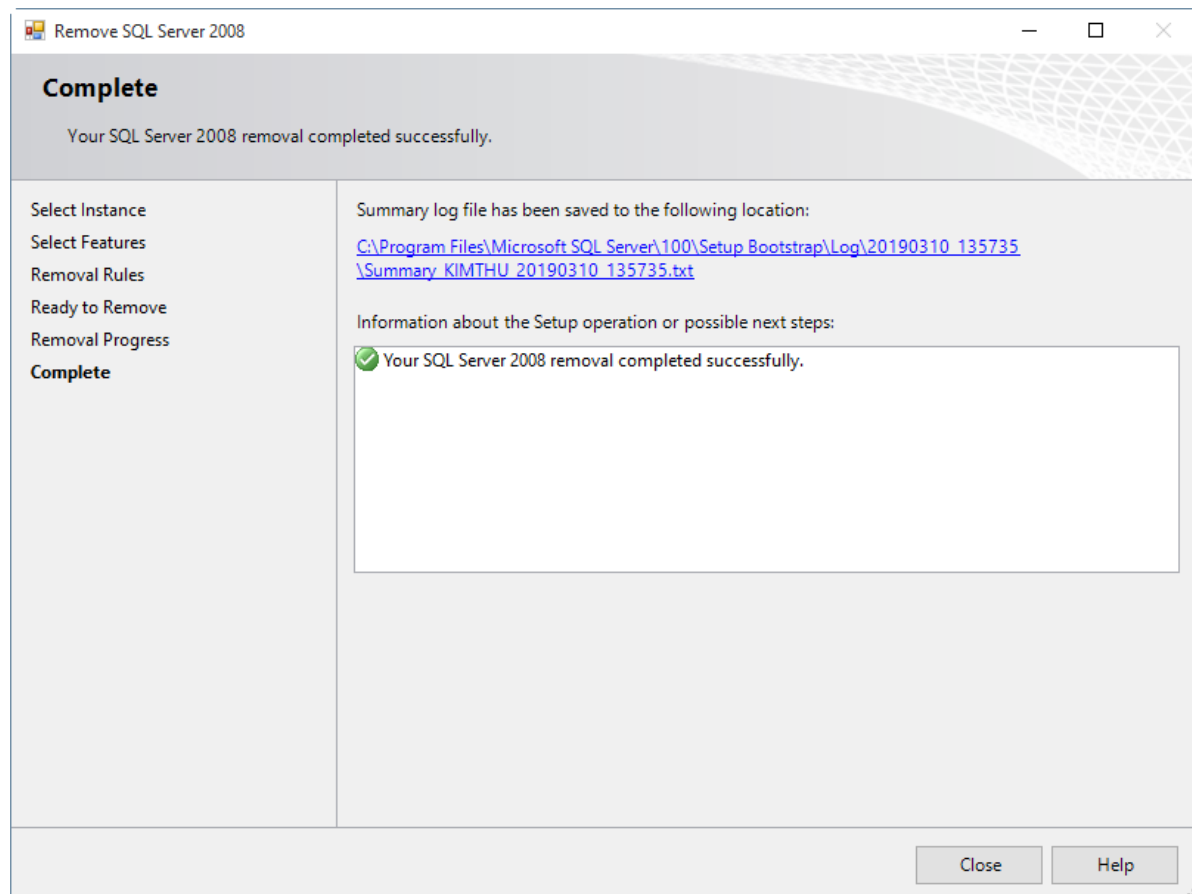 Remove SQL Server 2008
Complete
Your SQL Server 2008 removal completed successfully.
Select Instance
Select Features
Removal Rules
Ready to Remove
Removal Progress
Complete
Summary log file has been saved to the following location:
C:\Program Files\Microsoft SQL Server\100\Setup Bootstrap\Log\20190310_135735
\Summary_KIMTHU_20190310_135735.txt
Information about the Setup operation or possible next steps:
Your SQL Server 2008 removal completed successfully.
Close
Help